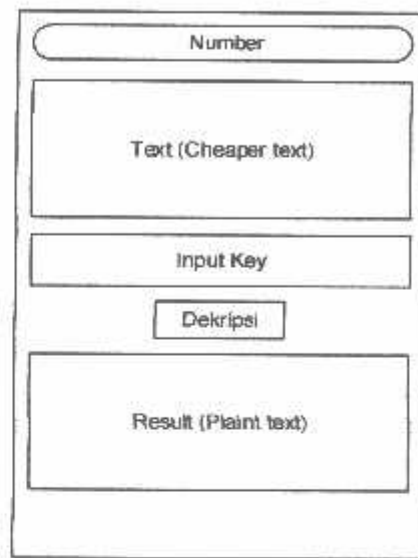 Number
Text (Cheaper text)
Input Key
Dekripsi
Result (Plaint text)